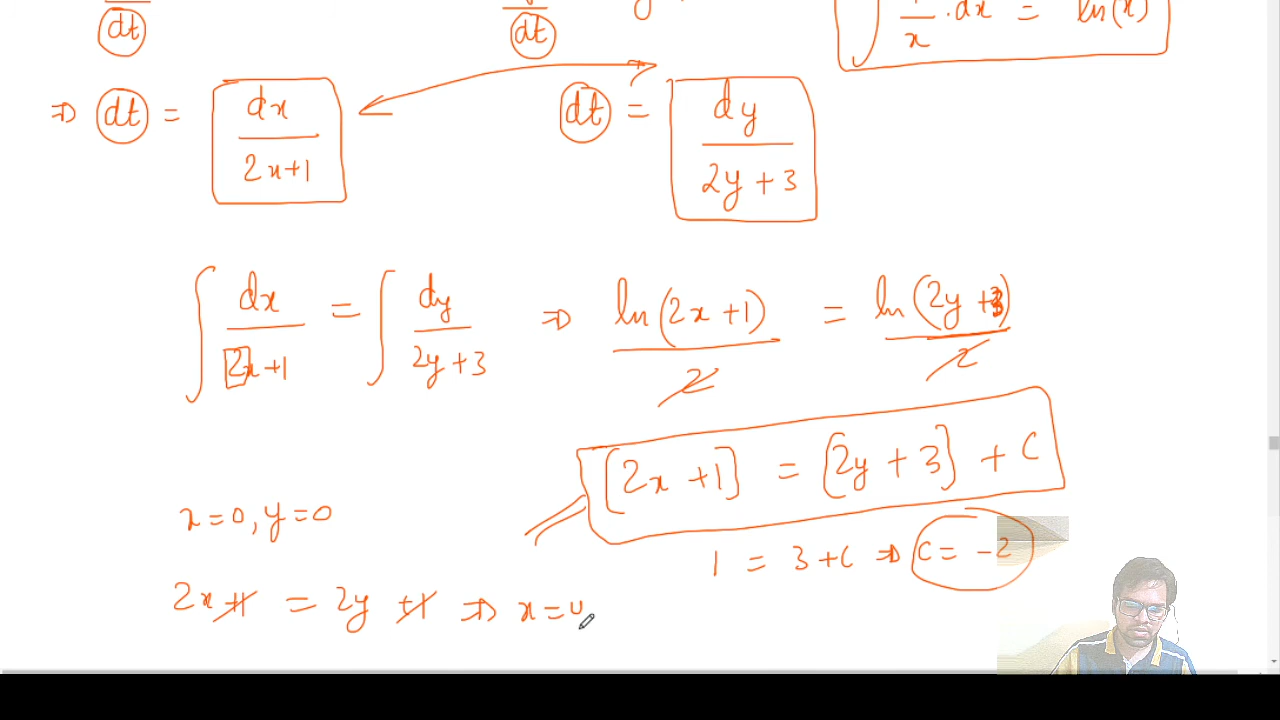 dt dt ∫ 1/x . dx = ln(x)
⇒ dt = dx/(2x+1) dt = dy/(2y+3)
∫ dx/(2x+1) = ∫ dy/(2y+3) ⇒ ln(2x+1)/2 = ln(2y+3)/2
[2x+1] = [2y+3] + C
x=0, y=0
1 = 3+C ⇒ C = -2
2x+1 = 2y+1 ⇒ x=